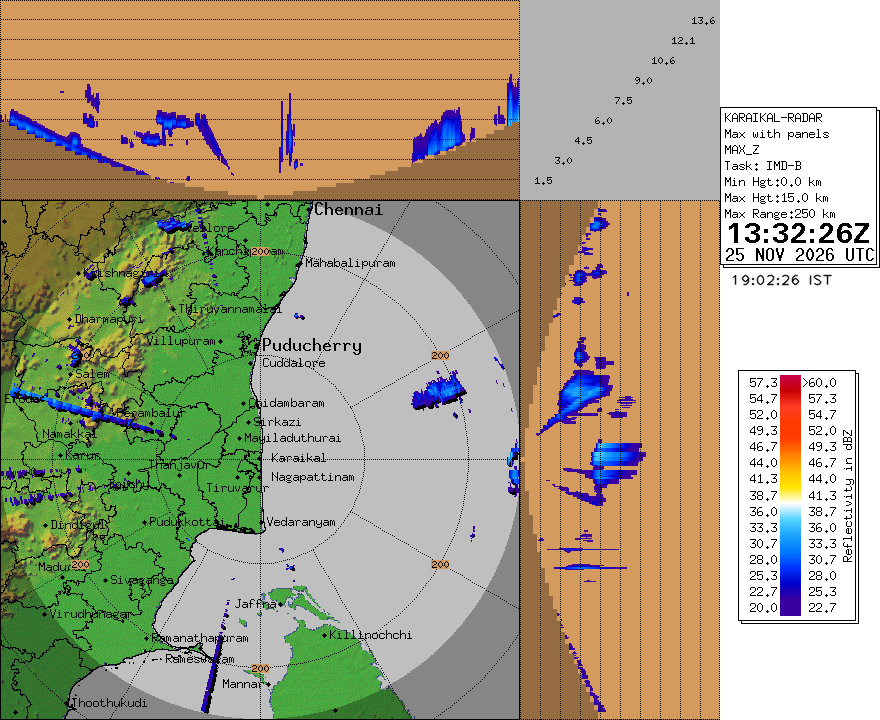 13.6
12.1
10.6
9.0
7.5
6.0
4.5
3.0
1.5
KARAIKAL-RADAR
Max with panels
MAX_Z
Task: IMD-B
Min Hgt:0.0 km
Max Hgt:15.0 km
Max Range:250 km
13:32:26Z
25 NOV 2026 UTC
19:02:26 IST
Chennai
200
Mahabalipuram
Dharmapuri
Thiruvannamalai
Villupuram
Puducherry
200
Cuddalore
Salem
Chidambaram
Perambalur
Sirkazi
Namakkal
Mayiladuthurai
Karur
Thanjavur
Karaikal
Nagapattinam
Tiruvarur
Pudukkottai
Vedaranyam
200
200
Sivaganga
Jaffna
Virudhunagar
Ramanathapuram
Killinochchi
Rameswaram
200
Mannar
Thoothukudi
57.3 >60.0
54.7 57.3
52.0 54.7
49.3 52.0
46.7 49.3
44.0 46.7
41.3 44.0
38.7 41.3
36.0 38.7
33.3 36.0
30.7 33.3
28.0 30.7
25.3 28.0
22.7 25.3
20.0 22.7
Reflectivity in dBZ